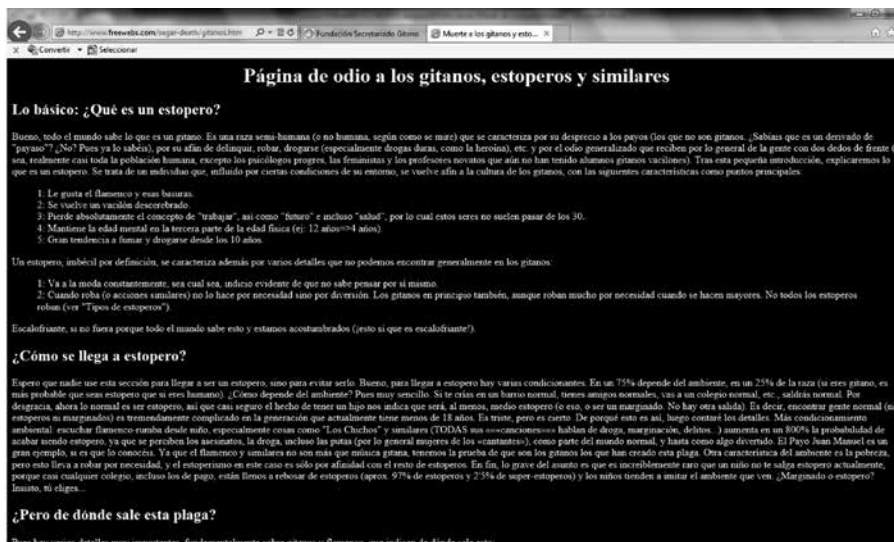 http://www.freewebs.com/segar-death/gitanos.htm
Fundación Secretariado Gitano
Muerte a los gitanos y esto...
x Convertir Seleccionar
Página de odio a los gitanos, estoperos y similares
Lo básico: ¿Qué es un estopero?
Bueno, todo el mundo sabe lo que es un gitano. Es una raza semi-humana (o no humana, según como se mire) que se caracteriza por su desprecio a los payos (los que no son gitanos. ¿Sabíais que es un derivado de
"payaso"? ¿No? Pues ya lo sabéis), por su afán de delinquir, robar, drogarse (especialmente drogas duras, como la heroína), etc. y por el odio generalizado que reciben por lo general de la gente con dos dedos de frente (
sea, realmente casi toda la población humana, excepto los psicólogos progres, las feministas y los profesores novatos que aún no han tenido alumnos gitanos vacilones). Tras esta pequeña introducción, explicaremos lo
que es un estopero. Se trata de un individuo que, influido por ciertas condiciones de su entorno, se vuelve afín a la cultura de los gitanos, con las siguientes características como puntos principales:
1: Le gusta el flamenco y esas basuras.
2: Se vuelve un vacilón descerebrado.
3: Pierde absolutamente el concepto de "trabajar", así como "futuro" e incluso "salud", por lo cual estos seres no suelen pasar de los 30.
4: Mantiene la edad mental en la tercera parte de la edad física (ej: 12 años=>4 años)
5: Gran tendencia a fumar y drogarse desde los 10 años.
Un estopero, imbécil por definición, se caracteriza además por varios detalles que no podemos encontrar generalmente en los gitanos:
1: Va a la moda constantemente, sea cual sea, indicio evidente de que no sabe pensar por sí mismo.
2: Cuando roba (o acciones similares) no lo hace por necesidad sino por diversión. Los gitanos en principio también, aunque roban mucho por necesidad cuando se hacen mayores. No todos los estoperos
roban (ver "Tipos de estoperos").
Escalofriante, si no fuera porque todo el mundo sabe esto y estamos acostumbrados (¡esto sí que es escalofriante!).
¿Cómo se llega a estopero?
Espero que nadie use esta sección para llegar a ser un estopero, sino para evitar serlo. Bueno, para llegar a estopero hay varias condicionantes. En un 75% depende del ambiente, en un 25% de la raza (si eres gitano, es
más probable que seas estopero que si eres humano). ¿Cómo depende del ambiente? Pues muy sencillo. Si te crías en un barrio normal, tienes amigos normales, vas a un colegio normal, etc., saldrás normal. Por
desgracia, ahora lo normal es ser estopero, así que casi seguro el hecho de tener un hijo nos indica que será, al menos, medio estopero (o eso, o ser un marginado. No hay otra salida). Es decir, encontrar gente normal (n
estoperos ni marginados) es tremendamente complicado en la generación que actualmente tiene menos de 18 años. Es triste, pero es cierto. De porqué esto es así, luego contaré los detalles. Más condicionamiento
ambiental: escuchar flamenco-rumba desde niño, especialmente cosas como "Los Chichos" y similares (TODAS sus «««canciones»»» hablan de droga, marginación, delitos...) aumenta en un 800% la probabilidad de
acabar siendo estopero, ya que se perciben los asesinatos, la droga, incluso las putas (por lo general mujeres de los «cantantes»), como parte del mundo normal, y hasta como algo divertido. El Payo Juan Manuel es un
gran ejemplo, si es que lo conocéis. Ya que el flamenco y similares no son más que música gitana, tenemos la prueba de que son los gitanos los que han creado esta plaga. Otra característica del ambiente es la pobreza,
pero esto lleva a robar por necesidad, y el estoperismo en este caso es sólo por afinidad con el resto de estoperos. En fin, lo grave del asunto es que es increíblemente raro que un niño no te salga estopero actualmente,
porque casi cualquier colegio, incluso los de pago, están llenos a rebosar de estoperos (aprox. 97% de estoperos y 2'5% de super-estoperos) y los niños tienden a imitar el ambiente que ven. ¿Marginado o estopero?
Insisto, tú eliges...
¿Pero de dónde sale esta plaga?